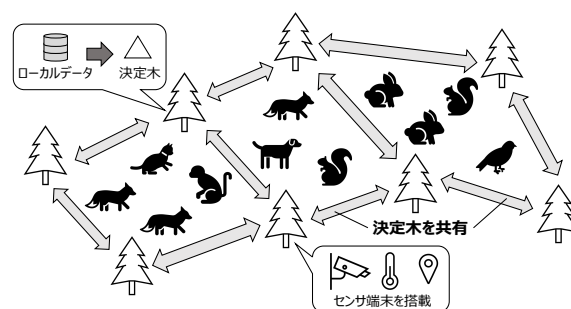 ローカルデータ
決定木
決定木を共有
センサ端末を搭載